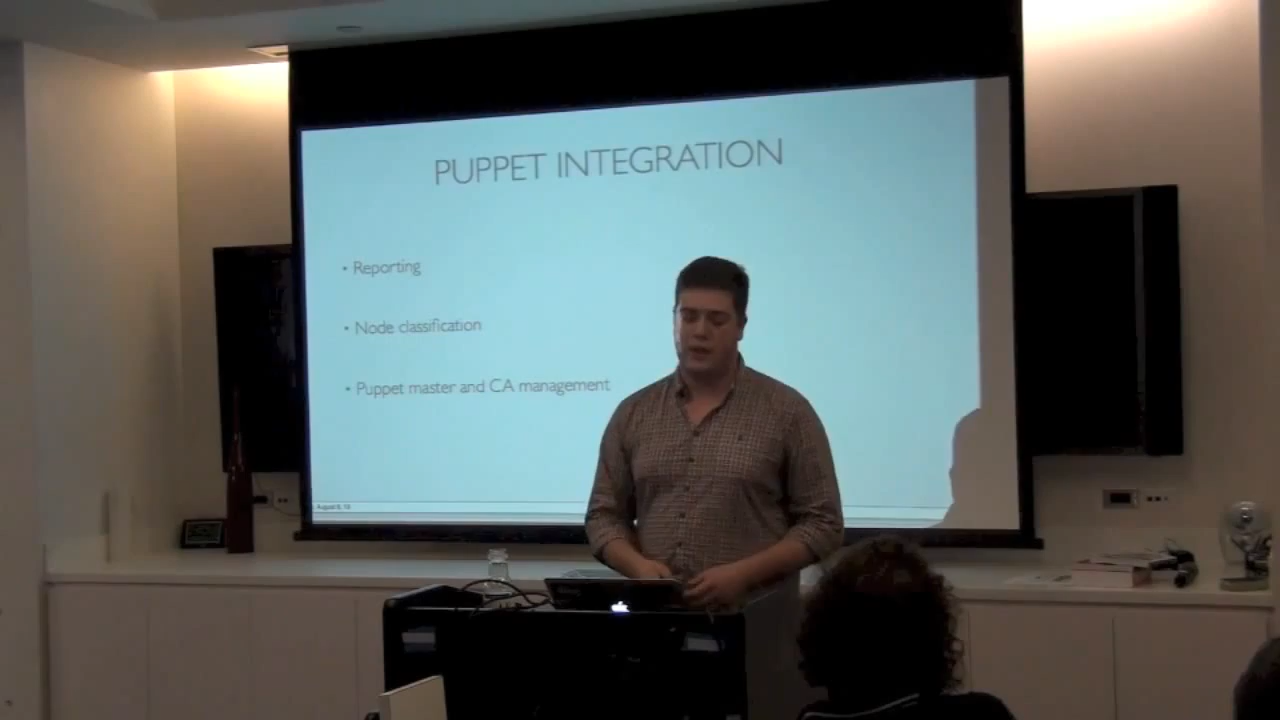 PUPPET INTEGRATION
• Reporting
• Node classification
• Puppet master and CA management